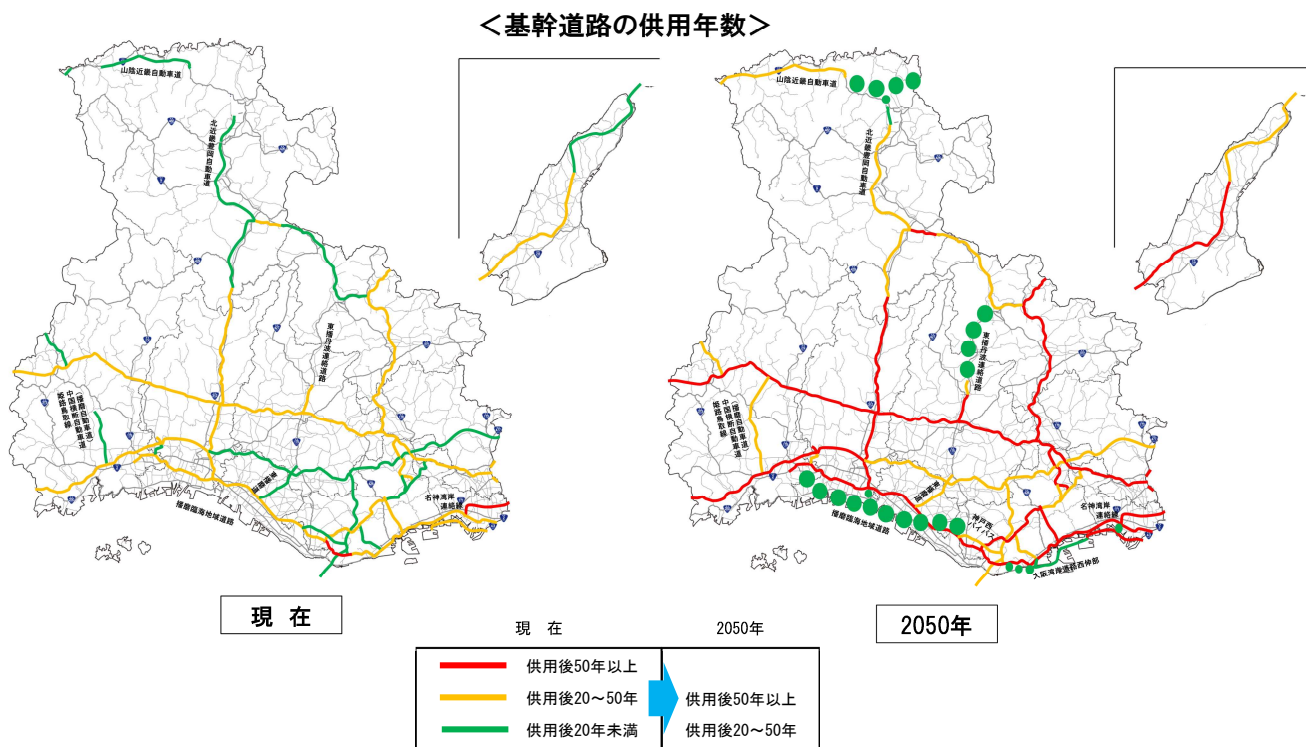 ＜基幹道路の供用年数＞
山陰近畿自動車道
北近畿豊岡自動車道
東播丹波連絡道路
(播磨自動車道)
中国横断自動車道
姫路鳥取線
東播磨道
播磨臨海地域道路
名神湾岸
連絡線
現 在
山陰近畿自動車道
北近畿豊岡自動車道
東播丹波連絡道路
(播磨自動車道)
中国横断自動車道
姫路鳥取線
東播磨道
播磨臨海地域道路
神戸西
バイパス
名神湾岸
連絡線
大阪湾岸道路西伸部
2050年
現 在 2050年
供用後50年以上
供用後20～50年 供用後50年以上
供用後20年未満 供用後20～50年